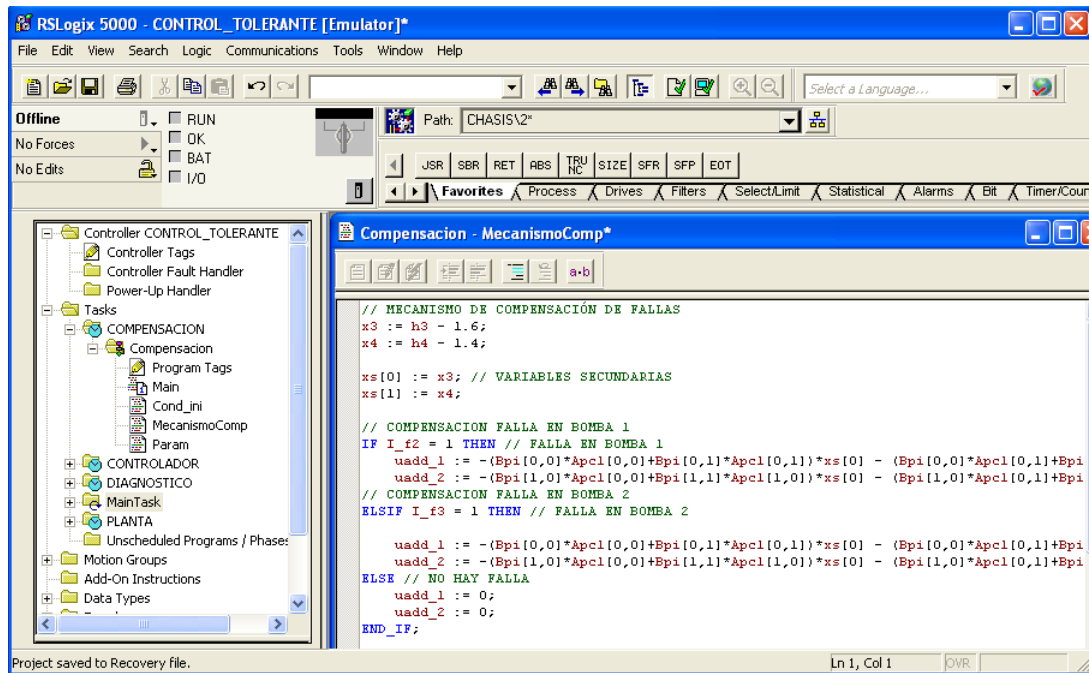 RSLogix 5000 - CONTROL_TOLERANTE [Emulator]*
File Edit View Search Logic Communications Tools Window Help
Select a Language...
Offline RUN
No Forces OK
No Edits BAT
I/O
Path: CHASIS\2*
JSR SBR RET ABS TRUNC SIZE SFR SFP EOT
Favorites Process Drives Filters Select/Limit Statistical Alarms Bit Timer/Coun
Controller CONTROL_TOLERANTE
Controller Tags
Controller Fault Handler
Power-Up Handler
Tasks
COMPENSACION
Compensacion
Program Tags
Main
Cond_ini
MecanismoComp
Param
CONTROLADOR
DIAGNOSTICO
MainTask
PLANTA
Unscheduled Programs / Phases
Motion Groups
Add-On Instructions
Data Types
Compensacion - MecanismoComp*
a-b
// MECANISMO DE COMPENSACIÓN DE FALLAS
x3 := h3 - 1.6;
x4 := h4 - 1.4;
xs[0] := x3; // VARIABLES SECUNDARIAS
xs[1] := x4;
// COMPENSACION FALLA EN BOMBA 1
IF I_f2 = 1 THEN // FALLA EN BOMBA 1
uadd_1 := -(Bpi[0,0]*Apcl[0,0]+Bpi[0,1]*Apcl[0,1])*xs[0] - (Bpi[0,0]*Apcl[0,1]+Bpi
uadd_2 := -(Bpi[1,0]*Apcl[0,0]+Bpi[1,1]*Apcl[1,0])*xs[0] - (Bpi[1,0]*Apcl[0,1]+Bpi
// COMPENSACION FALLA EN BOMBA 2
ELSIF I_f3 = 1 THEN // FALLA EN BOMBA 2
uadd_1 := -(Bpi[0,0]*Apcl[0,0]+Bpi[0,1]*Apcl[0,1])*xs[0] - (Bpi[0,0]*Apcl[0,1]+Bpi
uadd_2 := -(Bpi[1,0]*Apcl[0,0]+Bpi[1,1]*Apcl[1,0])*xs[0] - (Bpi[1,0]*Apcl[0,1]+Bpi
ELSE // NO HAY FALLA
uadd_1 := 0;
uadd_2 := 0;
END_IF;
Project saved to Recovery file.
Ln 1, Col 1
OVR